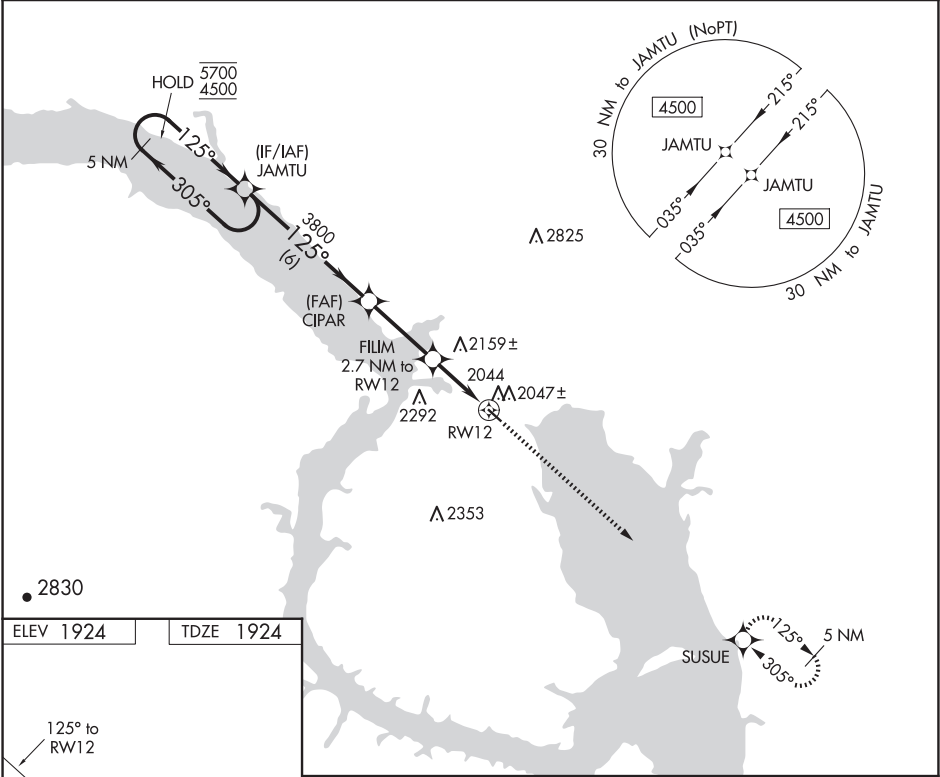 HOLD 5700
4500
125°
5 NM
305°
(IF/IAF)
JAMTU
3800
125°
(6)
(FAF)
CIPAR
FILIM
2.7 NM to
RW12
2825
2159±
2044
2047±
2292
RW12
2353
2830
30 NM to JAMTU (NoPT)
4500
215°
215°
JAMTU
JAMTU
035°
035°
4500
30 NM to JAMTU
SUSUE
125°
5 NM
305°
ELEV 1924
TDZE 1924
125° to
RW12